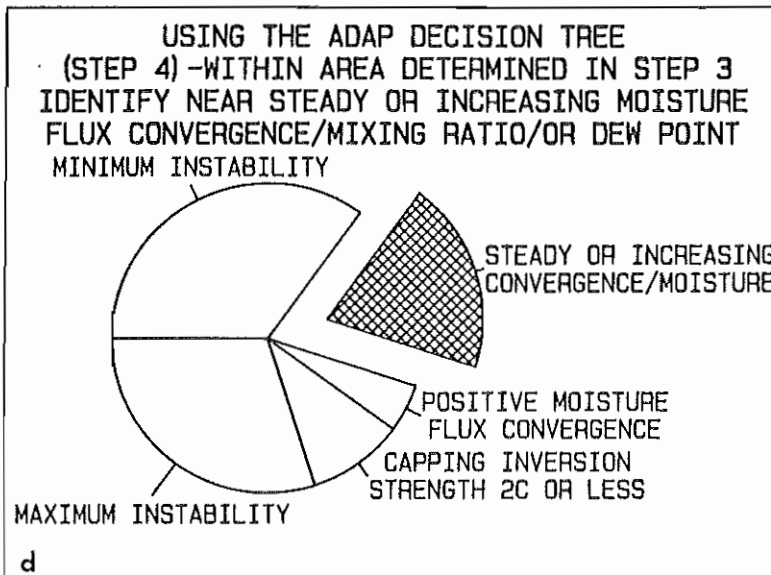 USING THE ADAP DECISION TREE
(STEP 4)-WITHIN AREA DETERMINED IN STEP 3
IDENTIFY NEAR STEADY OR INCREASING MOISTURE
FLUX CONVERGENCE/MIXING RATIO/OR DEW POINT
MINIMUM INSTABILITY
STEADY OR INCREASING
CONVERGENCE/MOISTURE
POSITIVE MOISTURE
FLUX CONVERGENCE
CAPPING INVERSION
STRENGTH 2C OR LESS
MAXIMUM INSTABILITY
d